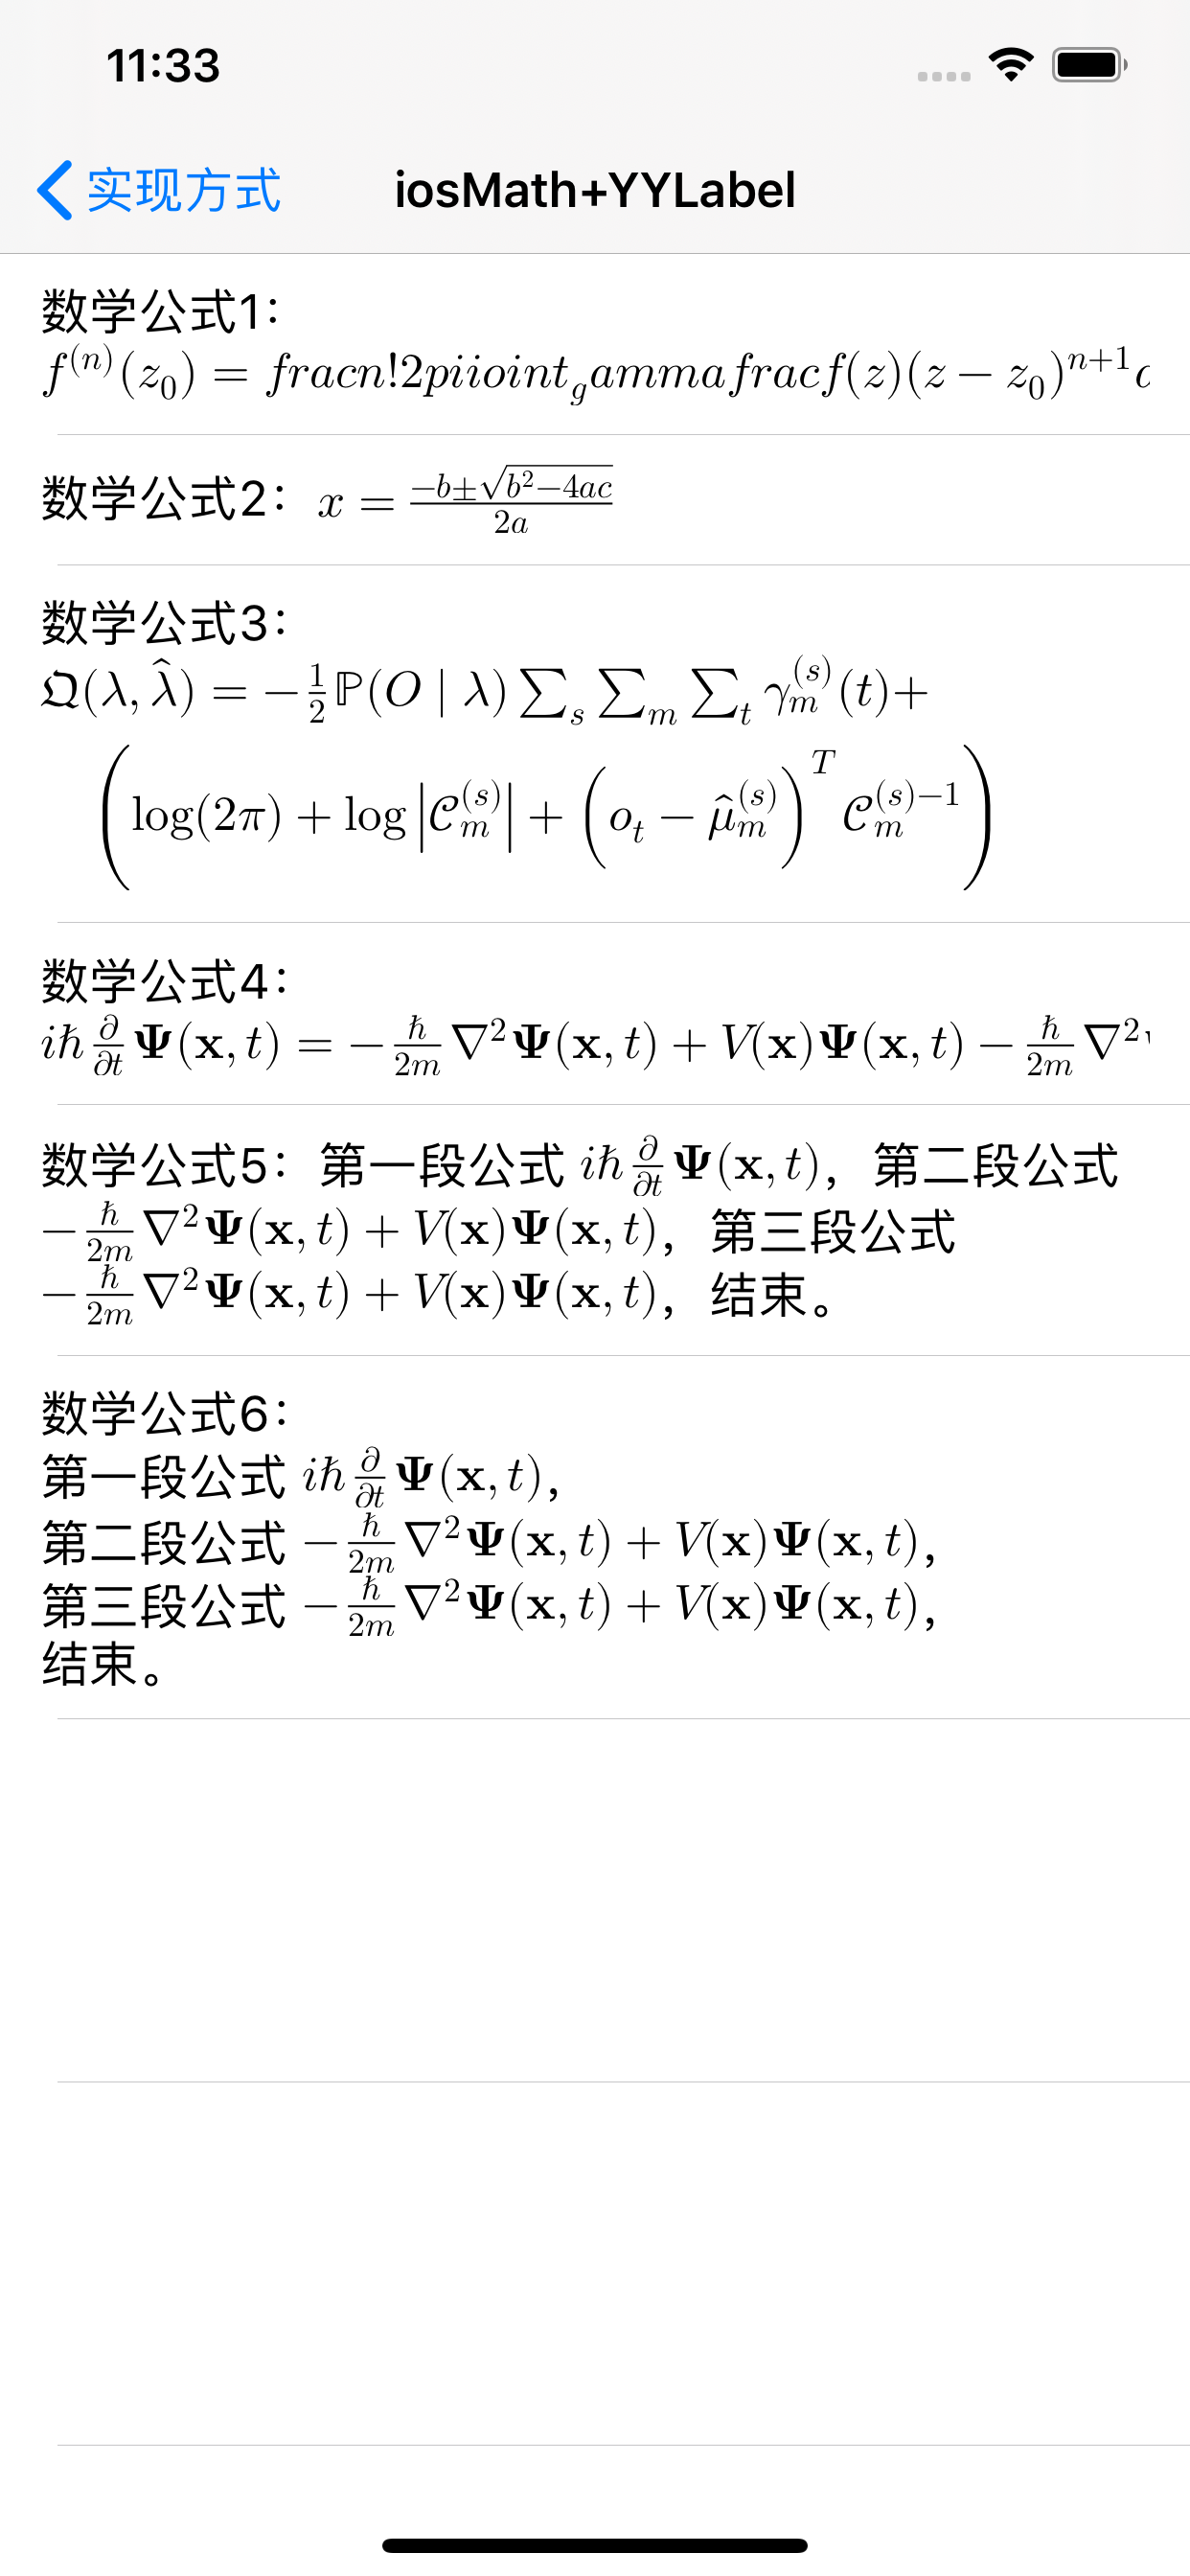 11:33
实现方式 iosMath+YYLabel
数学公式1：
$f^{(n)}(z_0) = fracn!2piioint_gammafracf(z)(z - z_0)^{n+1}$
数学公式2： $x = \frac{-b \pm \sqrt{b^2-4ac}}{2a}$
数学公式3：
$\mathfrak{Q}(\lambda, \hat{\lambda}) = -\frac{1}{2} \mathbb{P}(O \mid \lambda) \sum_s \sum_m \sum_t \gamma_m^{(s)}(t) +$
$\left( \log(2\pi) + \log \left| \mathcal{C}_m^{(s)} \right| + \left( o_t - \hat{\mu}_m^{(s)} \right)^T \mathcal{C}_m^{(s)-1} \right)$
数学公式4：
$i\hbar \frac{\partial}{\partial t} \mathbf{\Psi}(\mathbf{x}, t) = -\frac{\hbar}{2m} \nabla^2 \mathbf{\Psi}(\mathbf{x}, t) + V(\mathbf{x}) \mathbf{\Psi}(\mathbf{x}, t) - \frac{\hbar}{2m} \nabla^2$
数学公式5：第一段公式 $i\hbar \frac{\partial}{\partial t} \mathbf{\Psi}(\mathbf{x}, t)$，第二段公式
$-\frac{\hbar}{2m} \nabla^2 \mathbf{\Psi}(\mathbf{x}, t) + V(\mathbf{x}) \mathbf{\Psi}(\mathbf{x}, t)$，第三段公式
$-\frac{\hbar}{2m} \nabla^2 \mathbf{\Psi}(\mathbf{x}, t) + V(\mathbf{x}) \mathbf{\Psi}(\mathbf{x}, t)$，结束。
数学公式6：
第一段公式 $i\hbar \frac{\partial}{\partial t} \mathbf{\Psi}(\mathbf{x}, t)$，
第二段公式 $-\frac{\hbar}{2m} \nabla^2 \mathbf{\Psi}(\mathbf{x}, t) + V(\mathbf{x}) \mathbf{\Psi}(\mathbf{x}, t)$，
第三段公式 $-\frac{\hbar}{2m} \nabla^2 \mathbf{\Psi}(\mathbf{x}, t) + V(\mathbf{x}) \mathbf{\Psi}(\mathbf{x}, t)$，
结束。